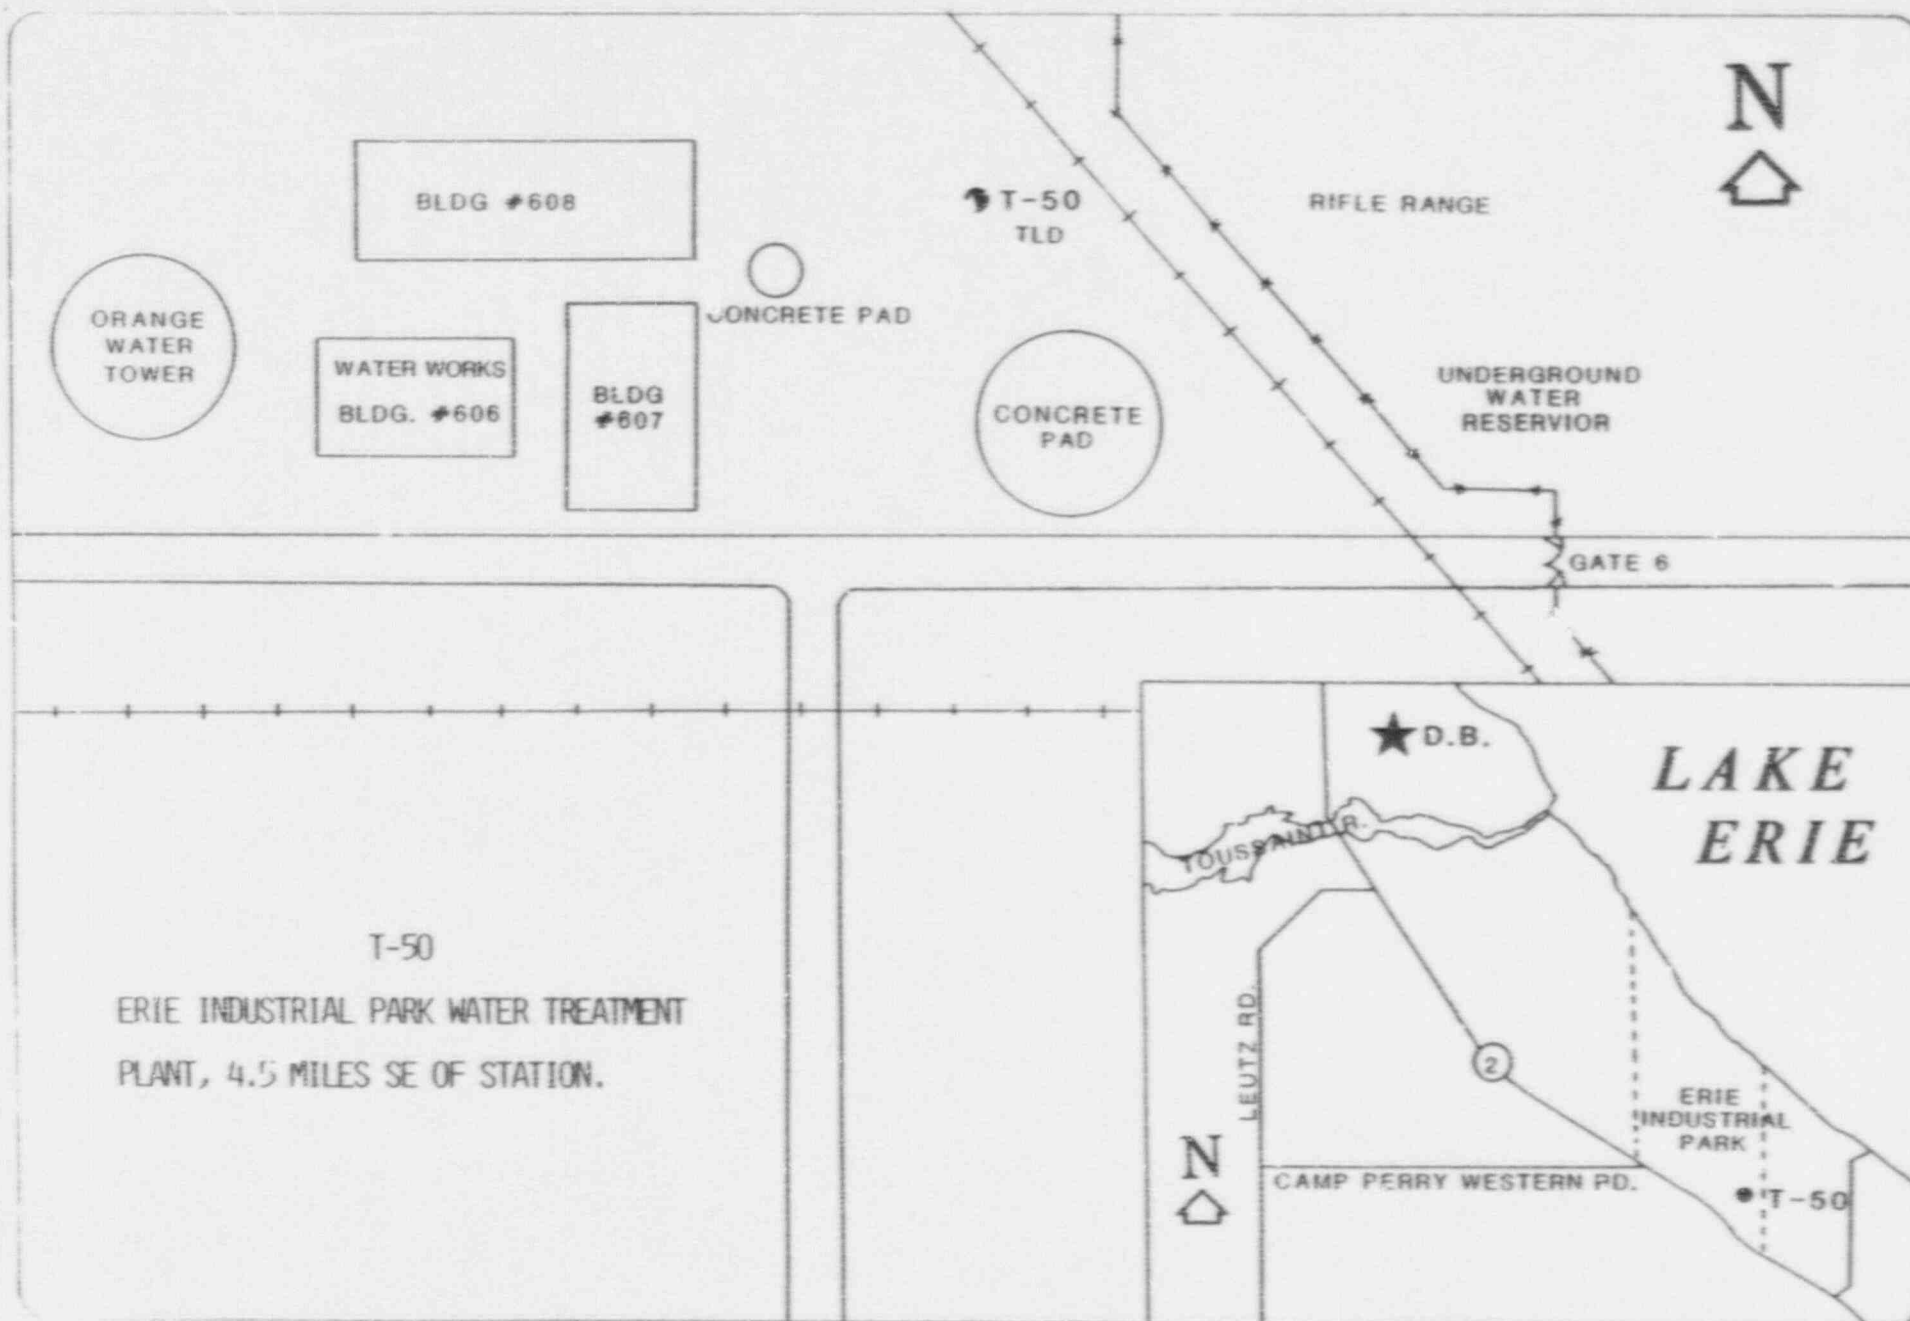 N
BLDG #608
T-50
TLD
RIFLE RANGE
ORANGE
WATER
TOWER
CONCRETE PAD
WATER WORKS
BLDG. #606
BLDG
#607
CONCRETE
PAD
UNDERGROUND
WATER
RESERVIOR
GATE 6
T-50
ERIE INDUSTRIAL PARK WATER TREATMENT
PLANT, 4.5 MILES SE OF STATION.
D.B.
LAKE
ERIE
TOUSSAINT R.
LEUTZ RD.
2
ERIE
INDUSTRIAL
PARK
N
CAMP PERRY WESTERN RD.
T-50